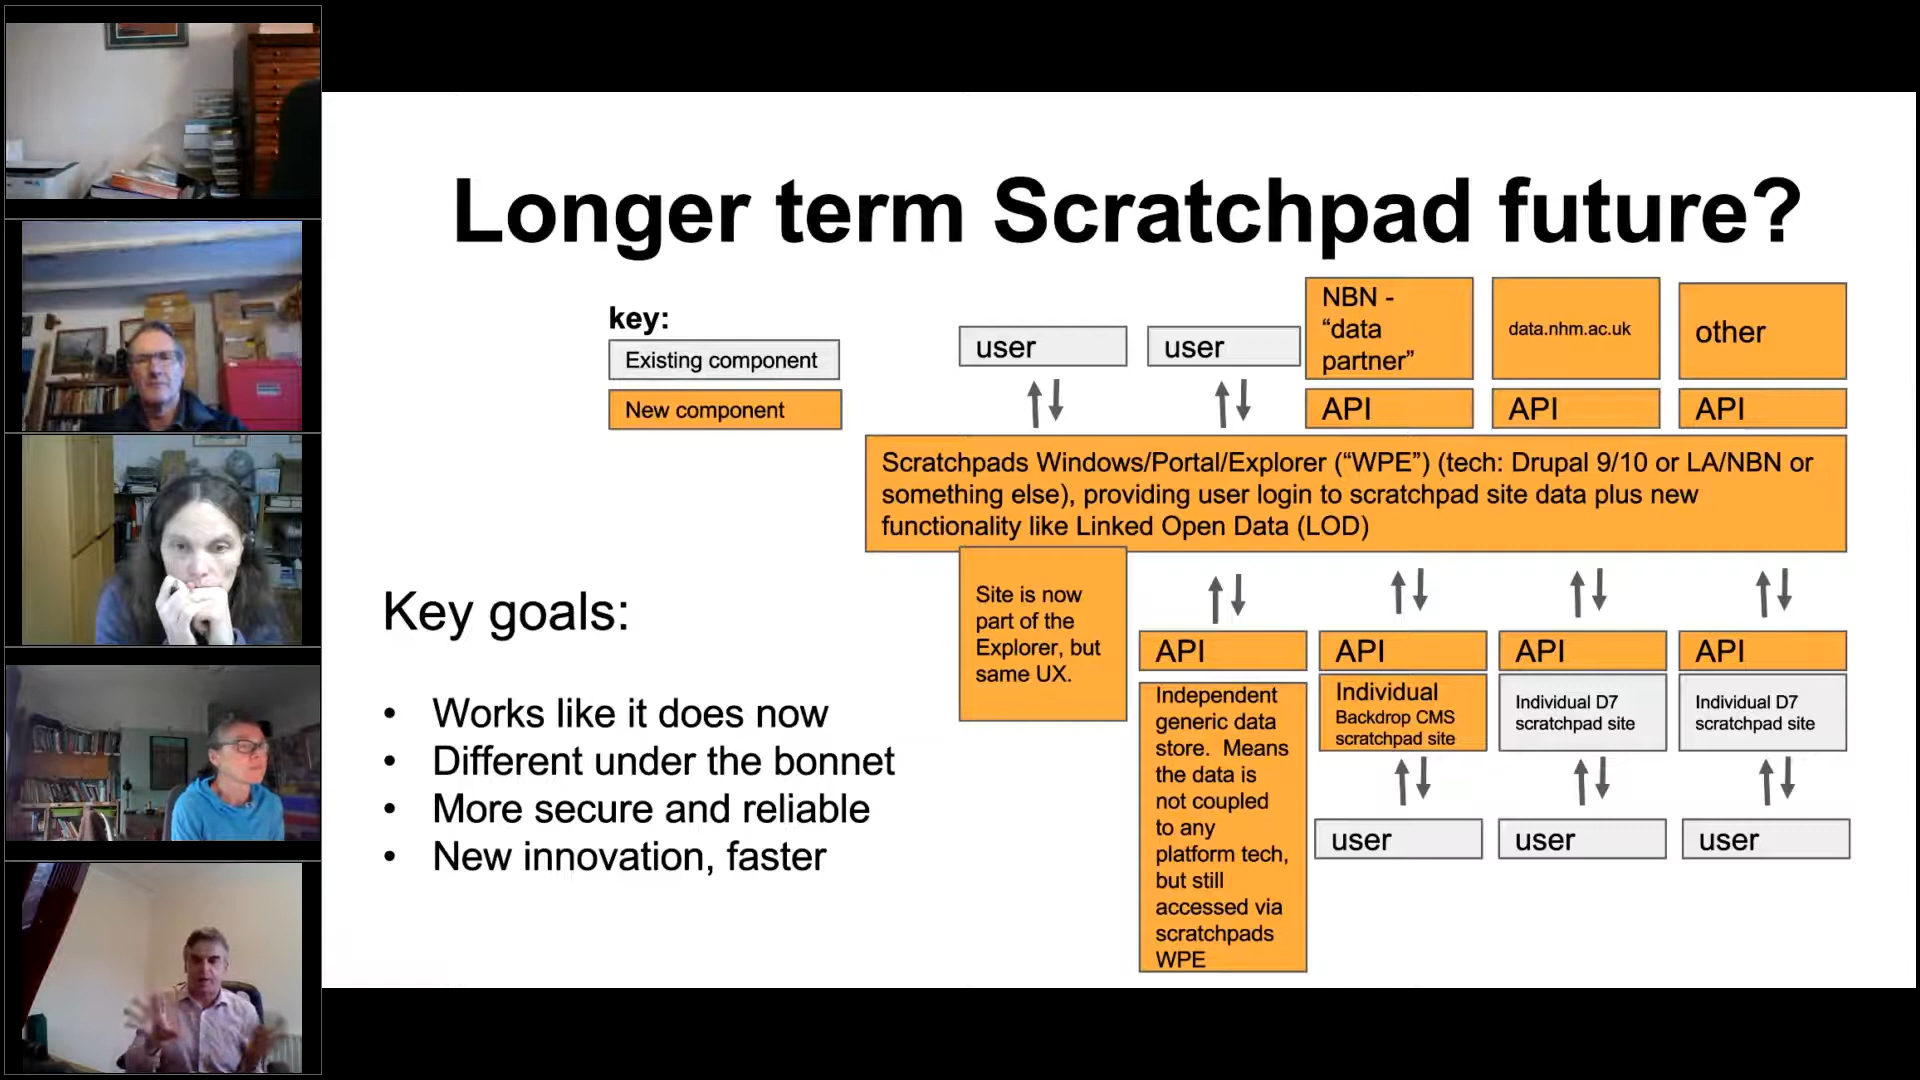 Longer term Scratchpad future?
key:
Existing component
New component
user
user
NBN -
“data
partner”
data.nhm.ac.uk
other
API
API
API
Scratchpads Windows/Portal/Explorer (“WPE”) (tech: Drupal 9/10 or LA/NBN or
something else), providing user login to scratchpad site data plus new
functionality like Linked Open Data (LOD)
Site is now
part of the
Explorer, but
same UX.
API
Independent
generic data
store. Means
the data is
not coupled
to any
platform tech,
but still
accessed via
scratchpads
WPE
API
Individual
Backdrop CMS
scratchpad site
API
Individual D7
scratchpad site
API
Individual D7
scratchpad site
user
user
user
Key goals:
• Works like it does now
• Different under the bonnet
• More secure and reliable
• New innovation, faster